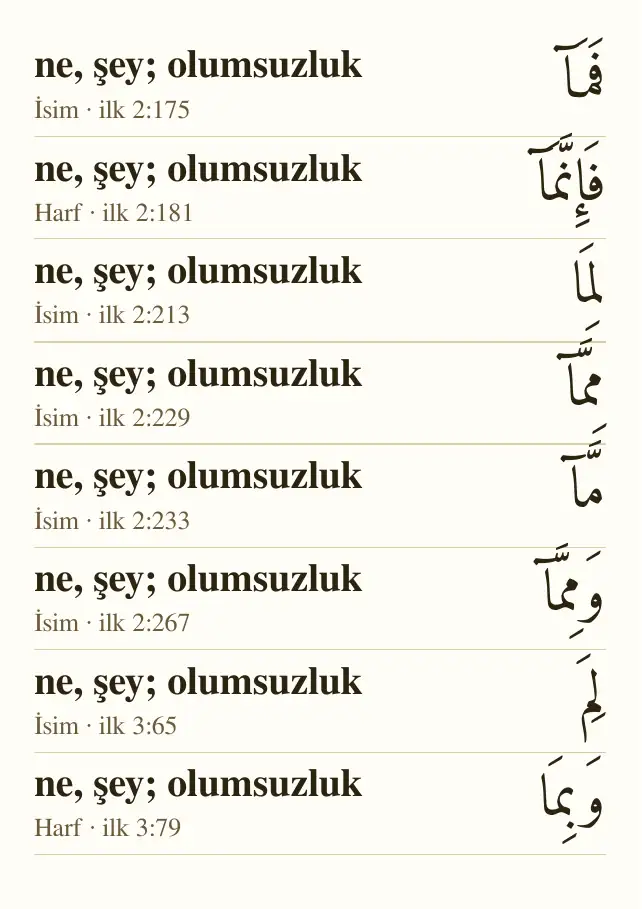 ne, şey; olumsuzluk فَمَآ
İsim · ilk 2:175
ne, şey; olumsuzluk فَإِنَّمَآ
Harf · ilk 2:181
ne, şey; olumsuzluk لَمَا
İsim · ilk 2:213
ne, şey; olumsuzluk مِمَّآ
İsim · ilk 2:229
ne, şey; olumsuzluk مَّآ
İsim · ilk 2:233
ne, şey; olumsuzluk وَمِمَّآ
İsim · ilk 2:267
ne, şey; olumsuzluk لِمَ
İsim · ilk 3:65
ne, şey; olumsuzluk وَبِمَا
Harf · ilk 3:79